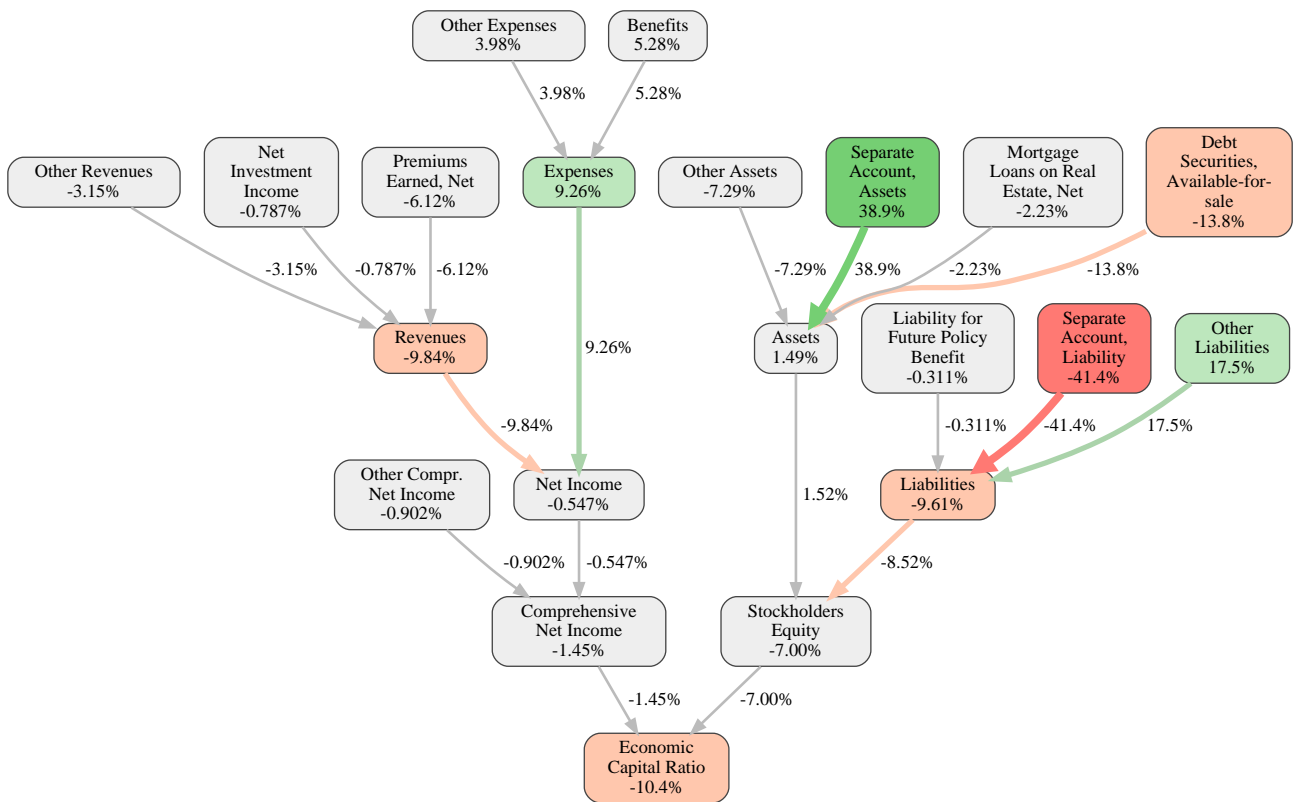 Other Expenses
3.98%
Benefits
5.28%
3.98%
5.28%
Other Revenues
-3.15%
Net
Investment
Income
-0.787%
Premiums
Earned, Net
-6.12%
Expenses
9.26%
Other Assets
-7.29%
Separate
Account,
Assets
38.9%
Mortgage
Loans on Real
Estate, Net
-2.23%
Debt
Securities,
Available-for-
sale
-13.8%
-3.15%
-0.787%
-6.12%
-7.29%
38.9%
-2.23%
-13.8%
Revenues
-9.84%
9.26%
Assets
1.49%
Liability for
Future Policy
Benefit
-0.311%
Separate
Account,
Liability
-41.4%
Other
Liabilities
17.5%
-9.84%
-0.311%
-41.4%
17.5%
Other Compr.
Net Income
-0.902%
Net Income
-0.547%
1.52%
Liabilities
-9.61%
-0.902%
-0.547%
-8.52%
Comprehensive
Net Income
-1.45%
Stockholders
Equity
-7.00%
-1.45%
-7.00%
Economic
Capital Ratio
-10.4%